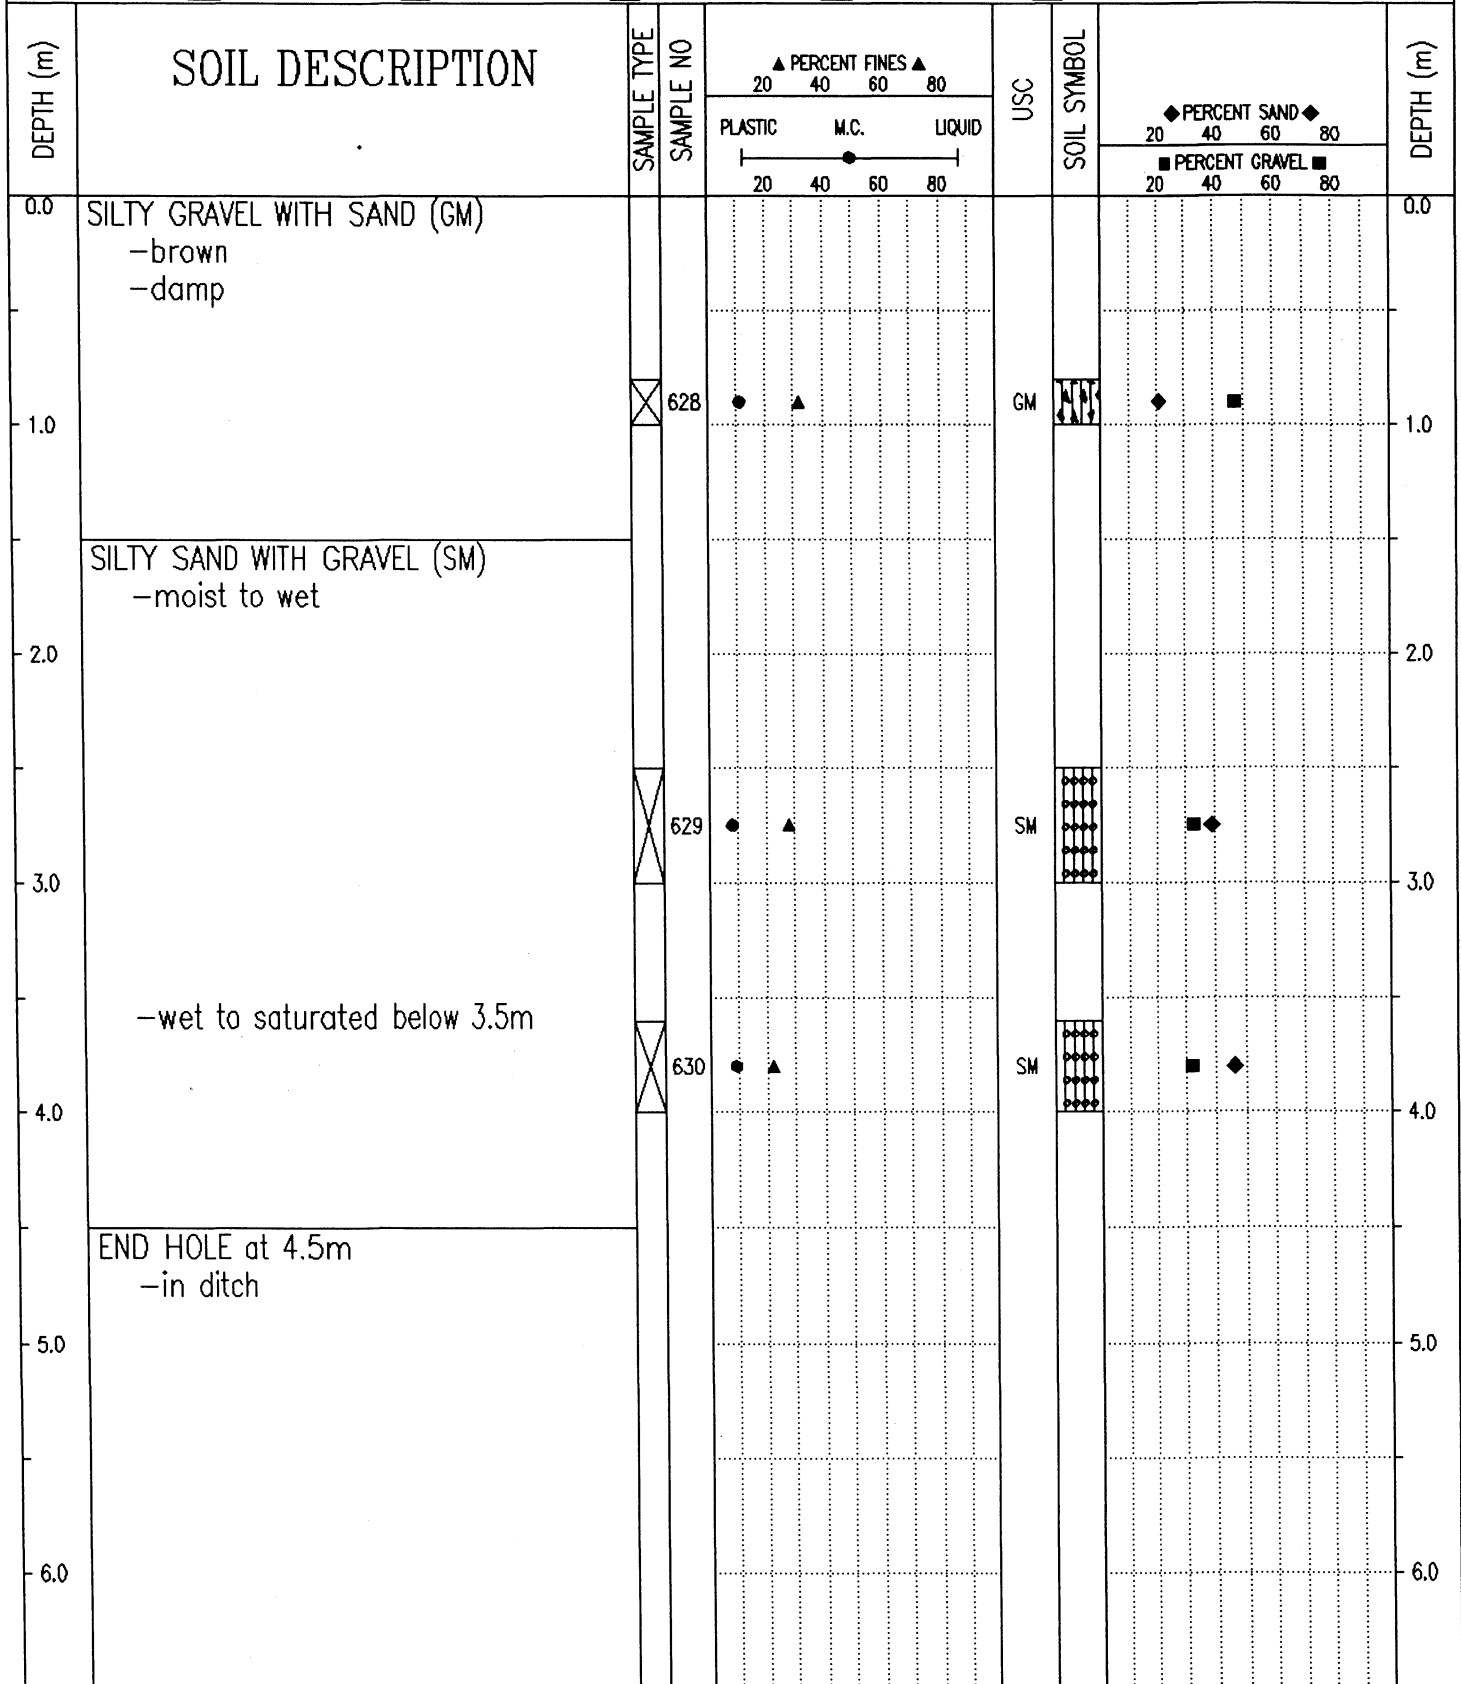 DEPTH (m)
SOIL DESCRIPTION
SAMPLE TYPE
SAMPLE NO
▲ PERCENT FINES ▲
20 40 60 80
PLASTIC M.C. LIQUID
20 40 60 80
USC
SOIL SYMBOL
◆ PERCENT SAND ◆
20 40 60 80
■ PERCENT GRAVEL ■
20 40 60 80
DEPTH (m)
0.0 SILTY GRAVEL WITH SAND (GM) 0.0
-brown
-damp
628 GM
1.0 1.0
SILTY SAND WITH GRAVEL (SM)
-moist to wet
2.0 2.0
629 SM
3.0 3.0
-wet to saturated below 3.5m
630 SM
4.0 4.0
END HOLE at 4.5m
-in ditch
5.0 5.0
6.0 6.0